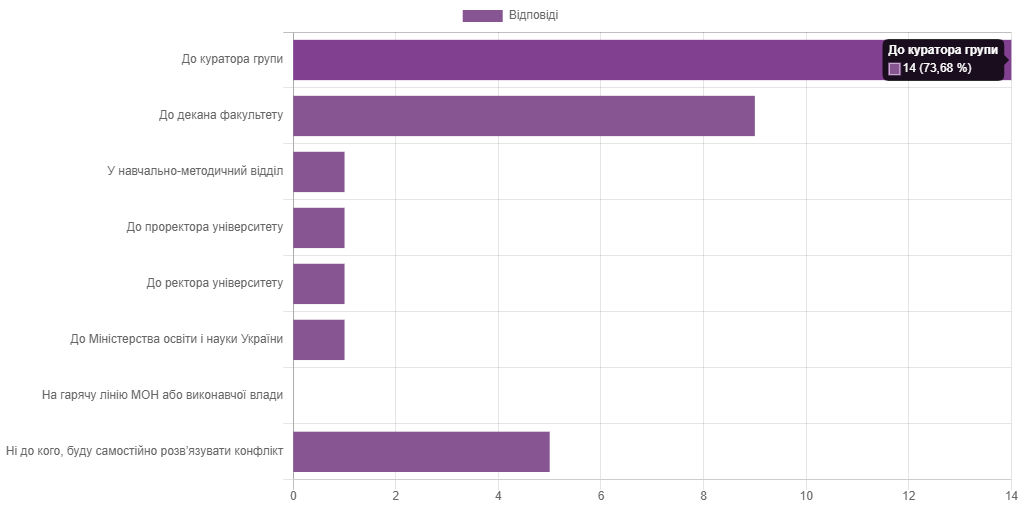 Відповіді
До куратора групи
До куратора групи
14 (73,68 %)
До декана факультету
У навчально-методичний відділ
До проректора університету
До ректора університету
До Міністерства освіти і науки України
На гарячу лінію МОН або виконавчої влади
Ні до кого, буду самостійно розв'язувати конфлікт
0 2 4 6 8 10 12 14